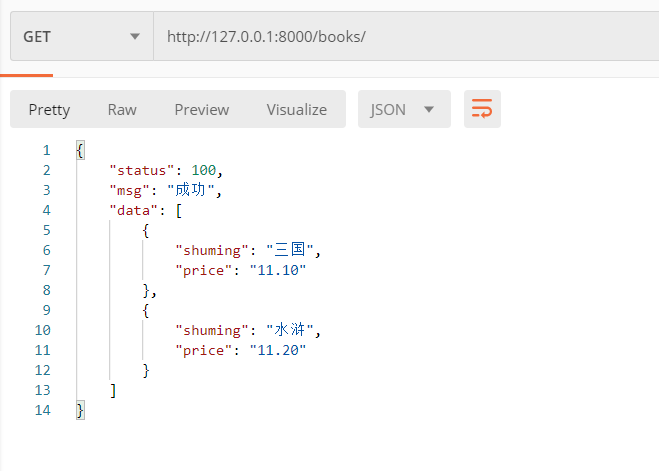 GET http://127.0.0.1:8000/books/
Pretty Raw Preview Visualize JSON
1 {
2 "status": 100,
3 "msg": "成功",
4 "data": [
5 {
6 "shuming": "三国",
7 "price": "11.10"
8 },
9 {
10 "shuming": "水浒",
11 "price": "11.20"
12 }
13 ]
14 }